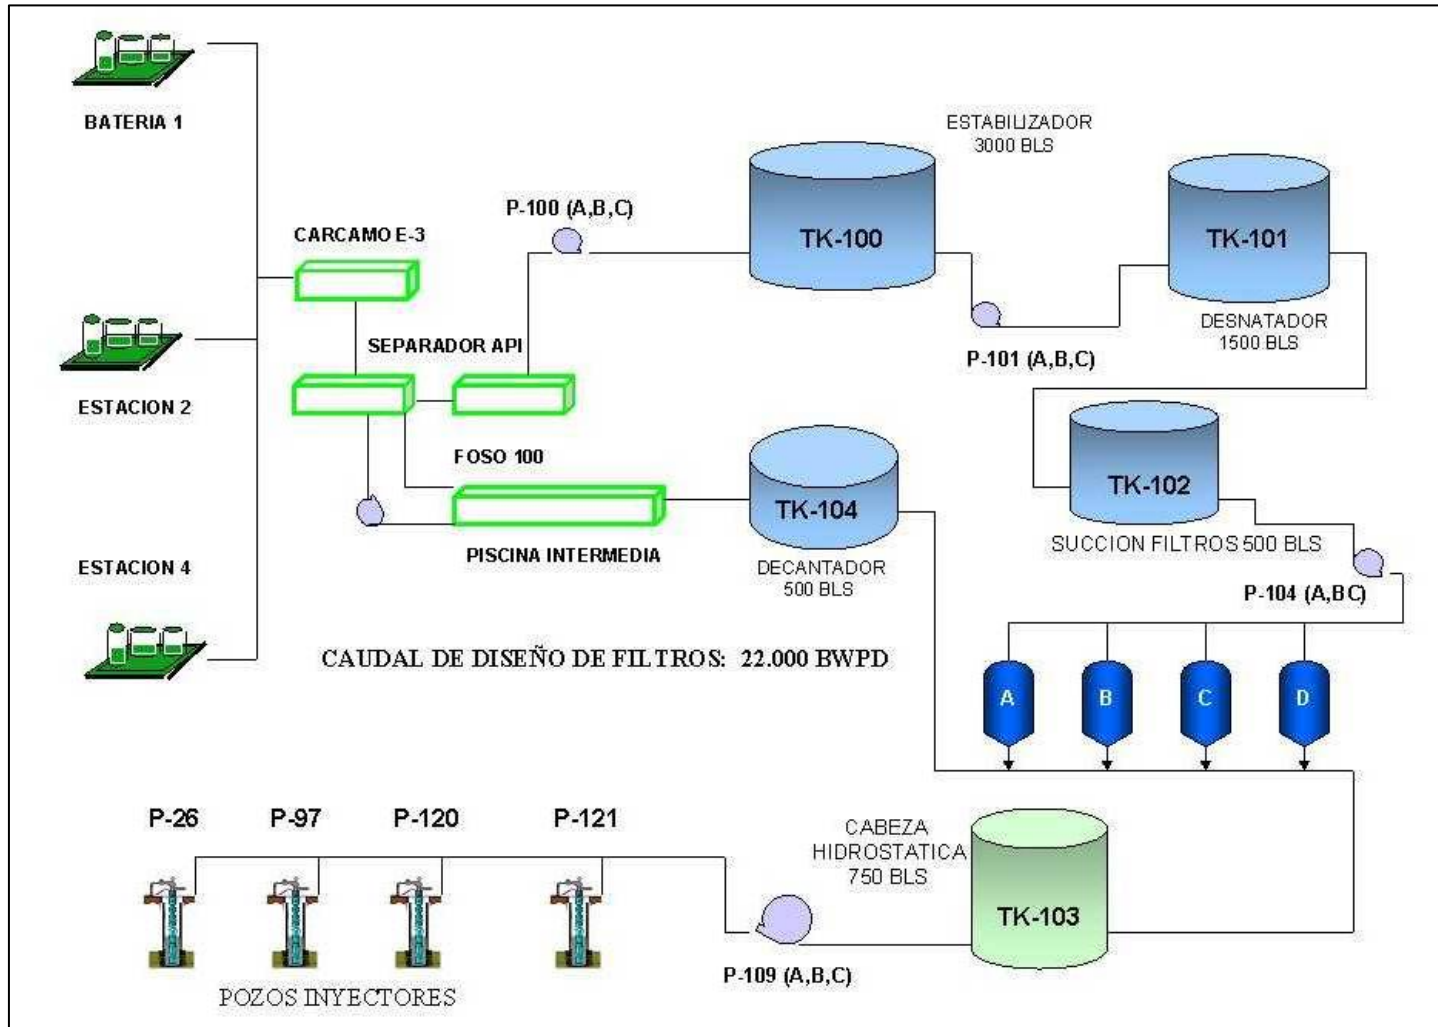 BATERIA 1
ESTACION 2
ESTACION 4
CARCAMO E-3
SEPARADOR API
FOSO 100
PISCINA INTERMEDIA
P-100 (A,B,C)
ESTABILIZADOR
3000 BLS
TK-100
P-101 (A,B,C)
TK-101
DESNATADOR
1500 BLS
TK-102
SUCCION FILTROS 500 BLS
P-104 (A,BC)
TK-104
DECANTADOR
500 BLS
CAUDAL DE DISEÑO DE FILTROS: 22.000 BWPD
A B C D
P-26 P-97 P-120 P-121
CABEZA
HIDROSTATICA
750 BLS
TK-103
P-109 (A,B,C)
POZOS INYECTORES